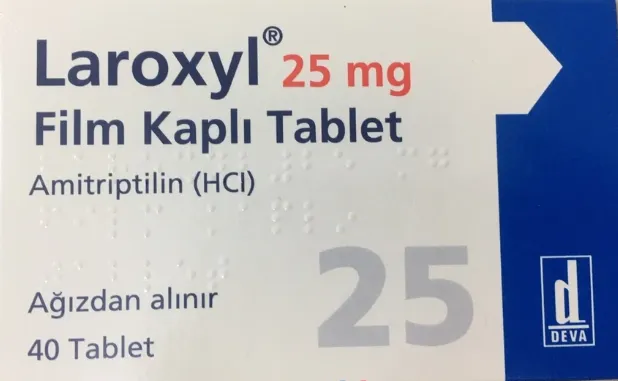 Laroxyl® 25 mg
Film Kaplı Tablet
Amitriptilin (HCl)
Ağızdan alınır
40 Tablet
25
d
DEVA